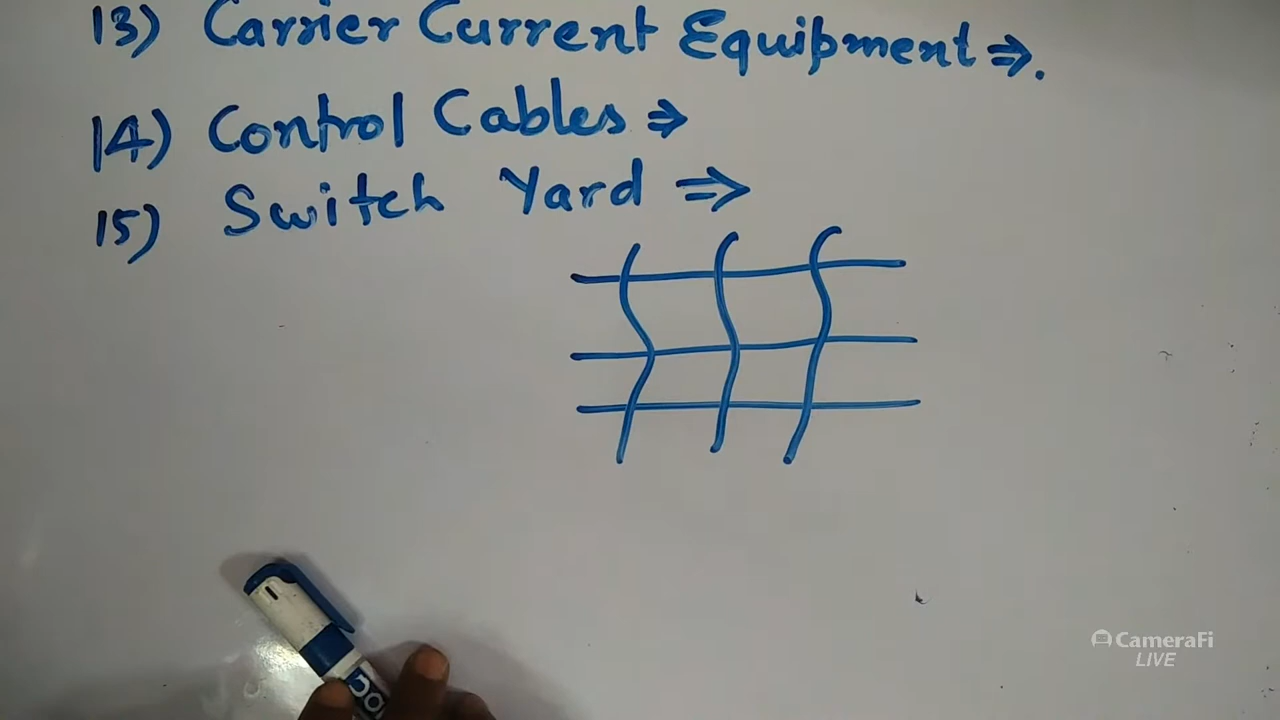 13) Carrier Current Equipment ⇒.
14) Control Cables ⇒
15) Switch Yard ⇒
CameraFi
LIVE